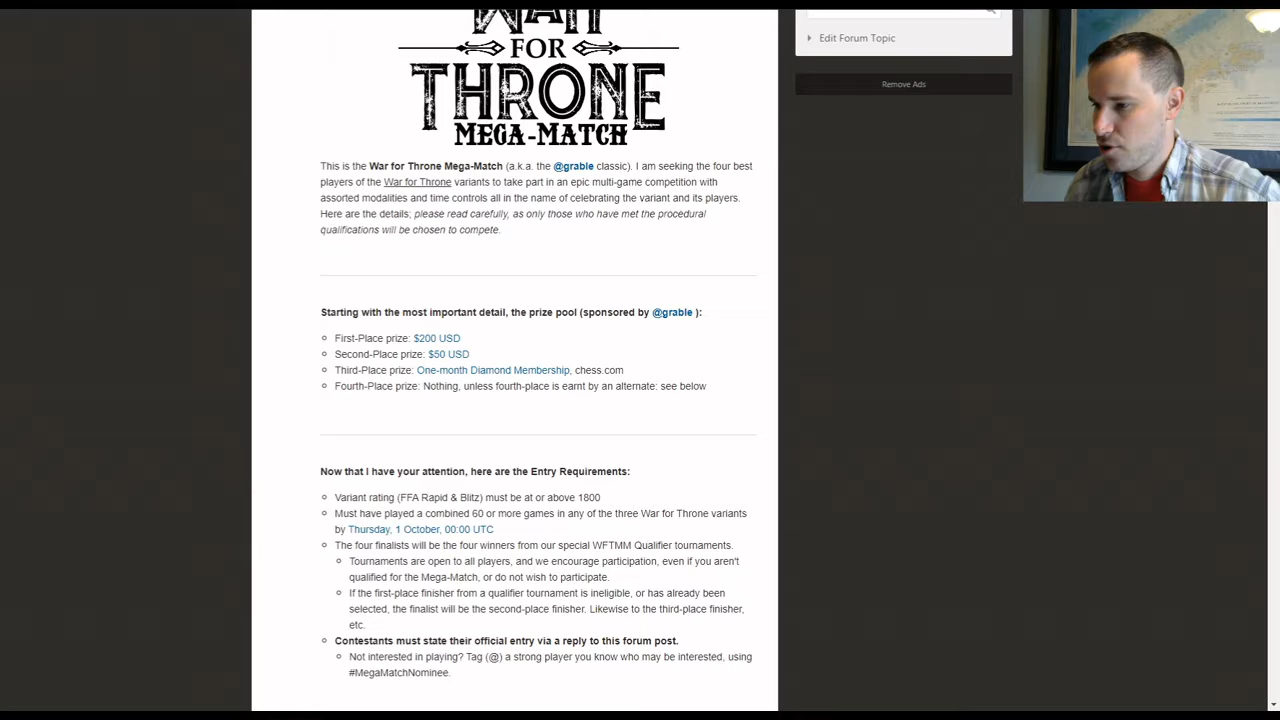 WAR
FOR
THRONE
MEGA-MATCH
Edit Forum Topic
Remove Ads
This is the War for Throne Mega-Match (a.k.a. the @grable classic). I am seeking the four best
players of the War for Throne variants to take part in an epic multi-game competition with
assorted modalities and time controls all in the name of celebrating the variant and its players.
Here are the details; please read carefully, as only those who have met the procedural
qualifications will be chosen to compete.
Starting with the most important detail, the prize pool (sponsored by @grable ):
First-Place prize: $200 USD
Second-Place prize: $50 USD
Third-Place prize: One-month Diamond Membership, chess.com
Fourth-Place prize: Nothing, unless fourth-place is earnt by an alternate: see below
Now that I have your attention, here are the Entry Requirements:
Variant rating (FFA Rapid & Blitz) must be at or above 1800
Must have played a combined 60 or more games in any of the three War for Throne variants
by Thursday, 1 October, 00:00 UTC
The four finalists will be the four winners from our special WFTMM Qualifier tournaments.
Tournaments are open to all players, and we encourage participation, even if you aren't
qualified for the Mega-Match, or do not wish to participate.
If the first-place finisher from a qualifier tournament is ineligible, or has already been
selected, the finalist will be the second-place finisher. Likewise to the third-place finisher,
etc.
Contestants must state their official entry via a reply to this forum post.
Not interested in playing? Tag (@) a strong player you know who may be interested, using
#MegaMatchNominee.